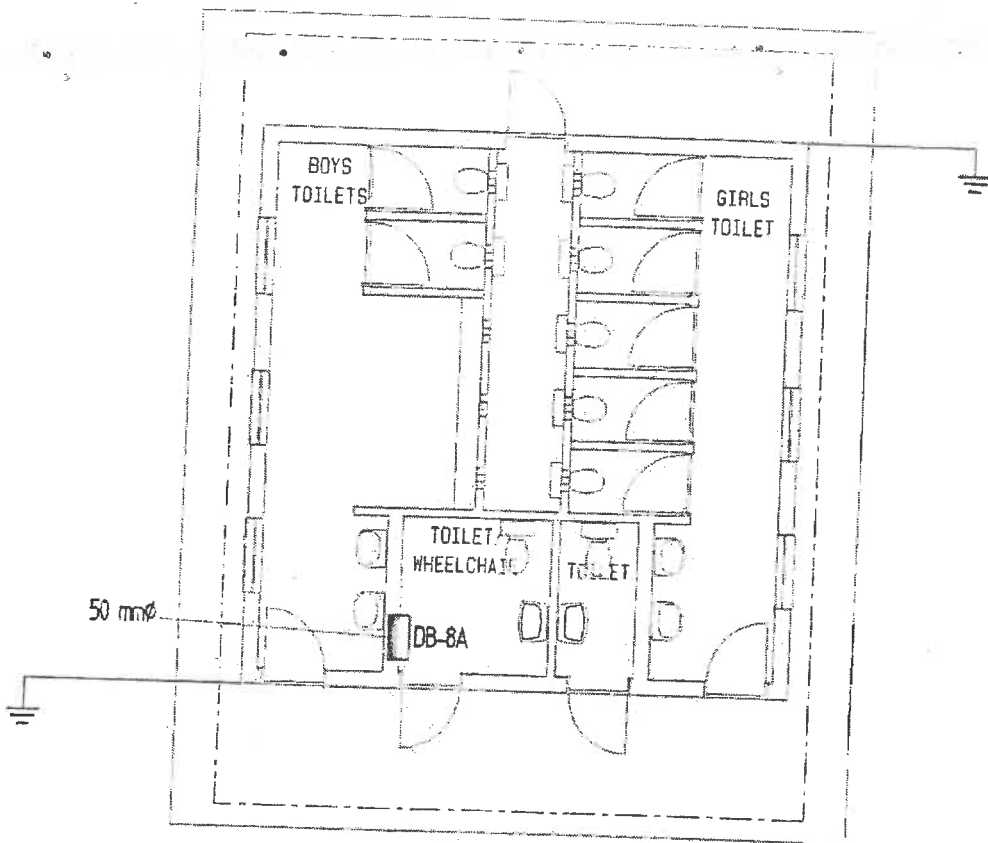 BOYS
TOILETS
GIRLS
TOILET
TOILET/
WHEELCHAIR
TOILET
50 mmø
DB-8A